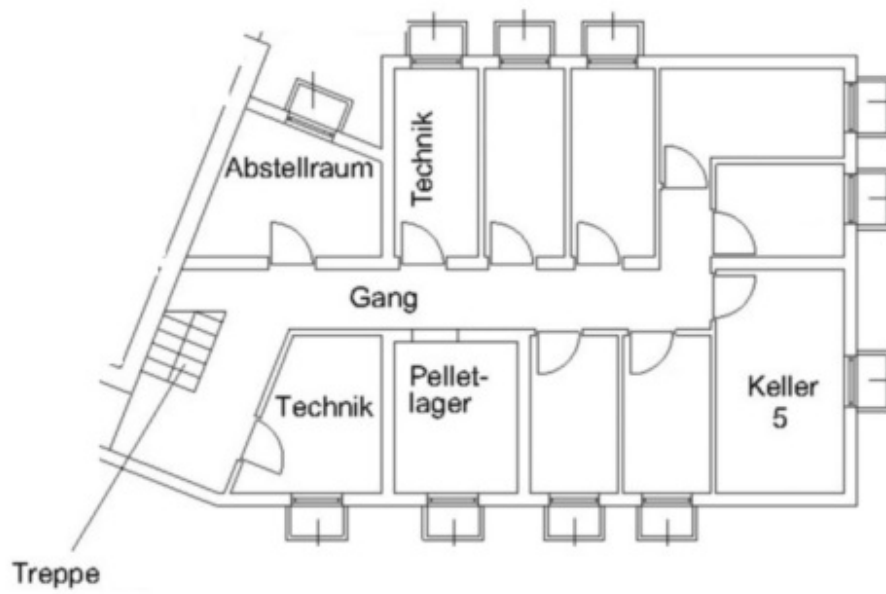 Abstellraum
Technik
Gang
Technik
Pellet-
lager
Keller
5
Treppe